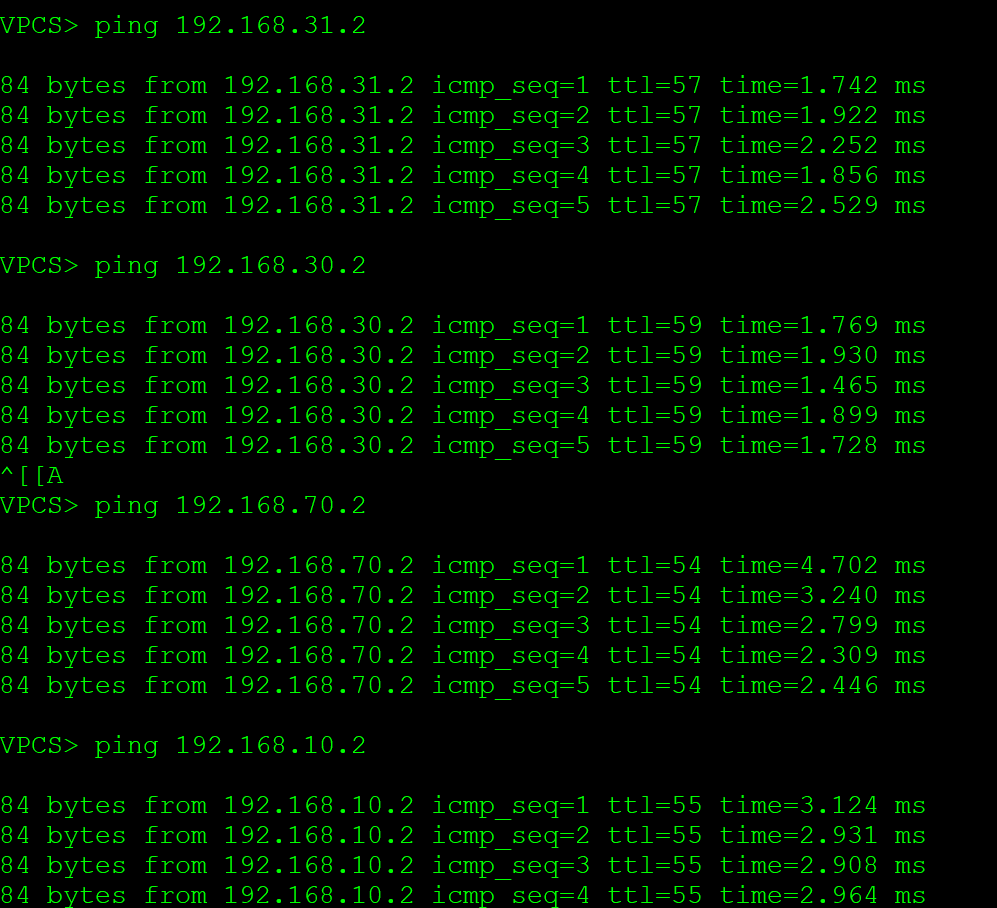 VPCS> ping 192.168.31.2
84 bytes from 192.168.31.2 icmp_seq=1 ttl=57 time=1.742 ms
84 bytes from 192.168.31.2 icmp_seq=2 ttl=57 time=1.922 ms
84 bytes from 192.168.31.2 icmp_seq=3 ttl=57 time=2.252 ms
84 bytes from 192.168.31.2 icmp_seq=4 ttl=57 time=1.856 ms
84 bytes from 192.168.31.2 icmp_seq=5 ttl=57 time=2.529 ms
VPCS> ping 192.168.30.2
84 bytes from 192.168.30.2 icmp_seq=1 ttl=59 time=1.769 ms
84 bytes from 192.168.30.2 icmp_seq=2 ttl=59 time=1.930 ms
84 bytes from 192.168.30.2 icmp_seq=3 ttl=59 time=1.465 ms
84 bytes from 192.168.30.2 icmp_seq=4 ttl=59 time=1.899 ms
84 bytes from 192.168.30.2 icmp_seq=5 ttl=59 time=1.728 ms
^[[A
VPCS> ping 192.168.70.2
84 bytes from 192.168.70.2 icmp_seq=1 ttl=54 time=4.702 ms
84 bytes from 192.168.70.2 icmp_seq=2 ttl=54 time=3.240 ms
84 bytes from 192.168.70.2 icmp_seq=3 ttl=54 time=2.799 ms
84 bytes from 192.168.70.2 icmp_seq=4 ttl=54 time=2.309 ms
84 bytes from 192.168.70.2 icmp_seq=5 ttl=54 time=2.446 ms
VPCS> ping 192.168.10.2
84 bytes from 192.168.10.2 icmp_seq=1 ttl=55 time=3.124 ms
84 bytes from 192.168.10.2 icmp_seq=2 ttl=55 time=2.931 ms
84 bytes from 192.168.10.2 icmp_seq=3 ttl=55 time=2.908 ms
84 bytes from 192.168.10.2 icmp_seq=4 ttl=55 time=2.964 ms